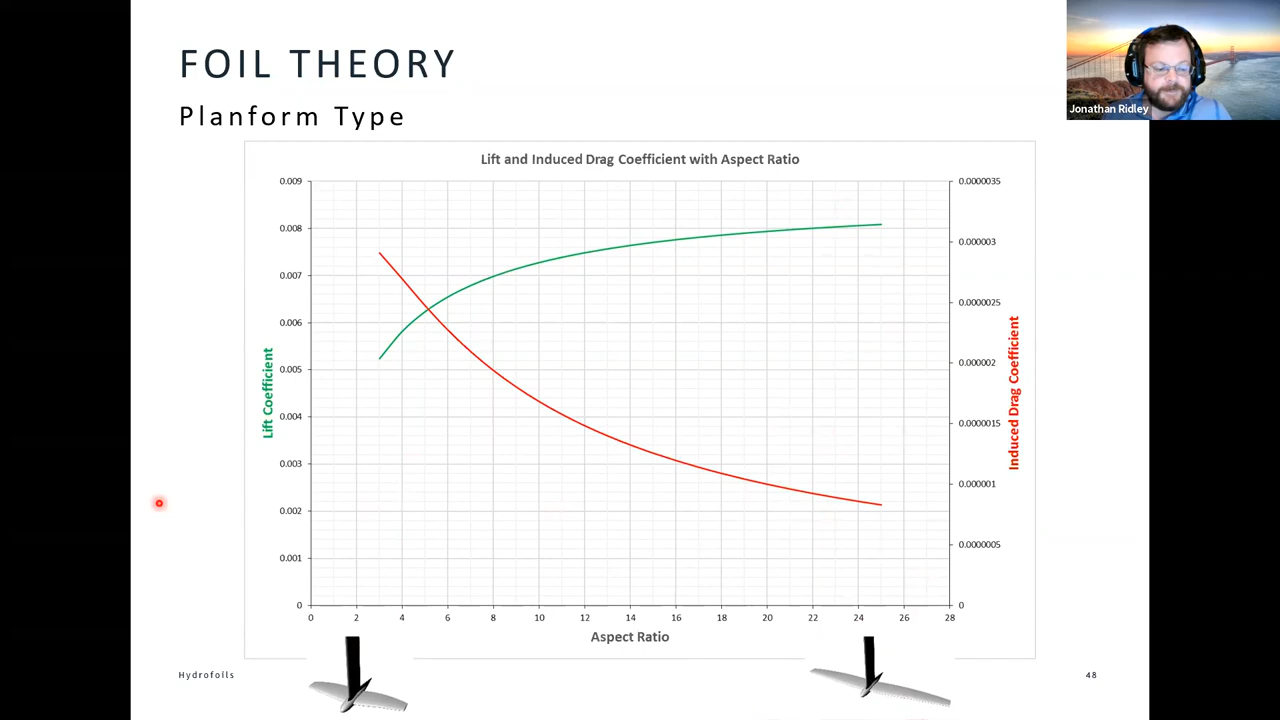 FOIL THEORY
Planform Type
Jonathan Ridley
Lift and Induced Drag Coefficient with Aspect Ratio
0.009
0.008
0.007
0.006
0.005
0.004
0.003
0.002
0.001
0
Lift Coefficient
0.0000035
0.000003
0.0000025
0.000002
0.0000015
0.000001
0.0000005
0
Induced Drag Coefficient
0 2 4 6 8 10 12 14 16 18 20 22 24 26 28
Aspect Ratio
Hydrofoils
48